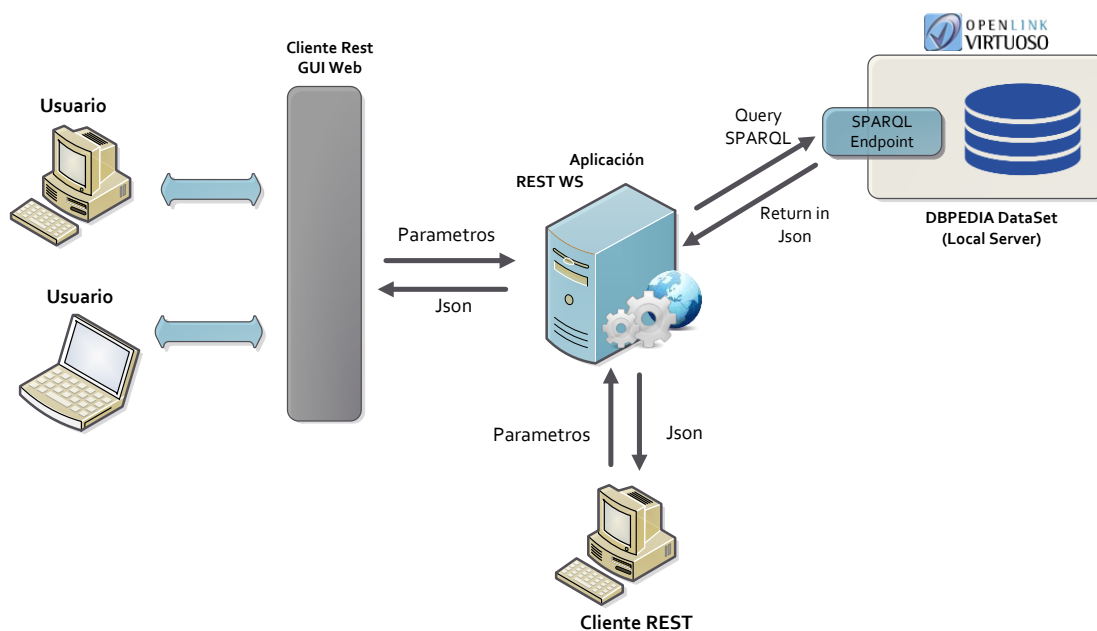 OPENLINK
VIRTUOSO
Cliente Rest
GUI Web
Usuario
Query
SPARQL
SPARQL
Endpoint
Aplicación
REST WS
Return in
Json
DBPEDIA DataSet
(Local Server)
Parametros
Json
Usuario
Parametros
Json
Cliente REST